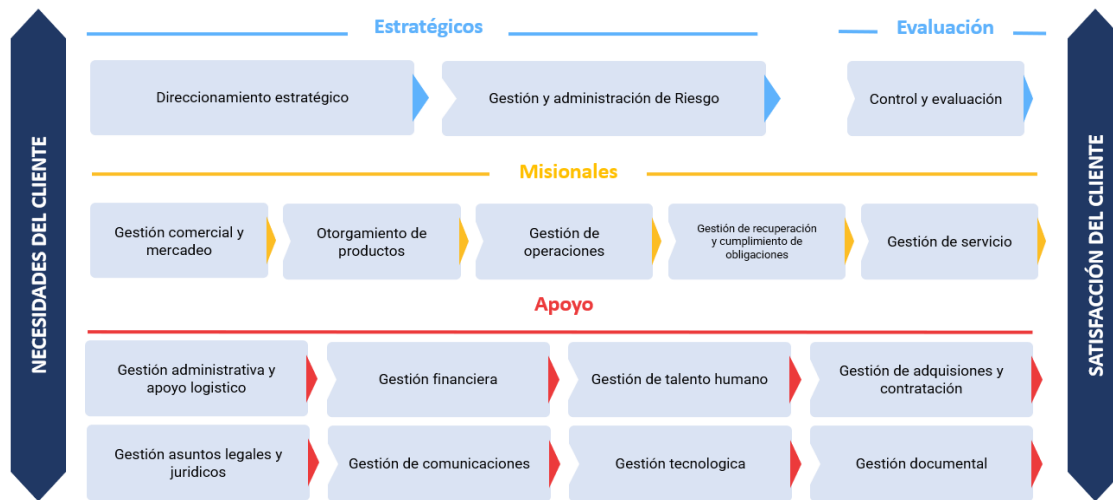 NECESIDADES DEL CLIENTE
Estratégicos
Evaluación
Direccionamiento estratégico
Gestión y administración de Riesgo
Control y evaluación
Misionales
Gestión comercial y
mercadeo
Otorgamiento de
productos
Gestión de
operaciones
Gestión de recuperación
y cumplimiento de
obligaciones
Gestión de servicio
Apoyo
Gestión administrativa y
apoyo logistico
Gestión financiera
Gestión de talento humano
Gestión de adquisiones y
contratación
Gestión asuntos legales y
juridicos
Gestión de comunicaciones
Gestión tecnologica
Gestión documental
SATISFACCIÓN DEL CLIENTE